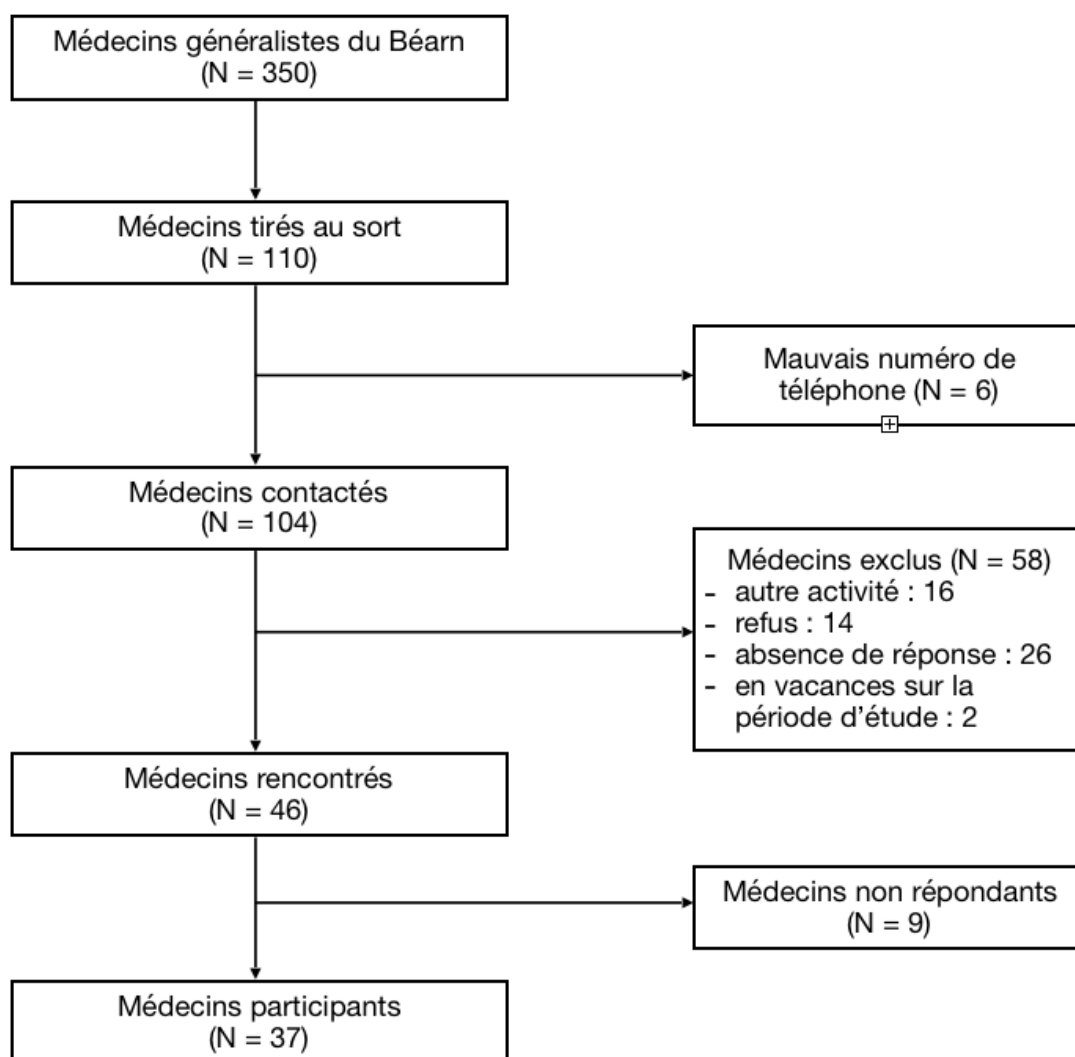 Médecins généralistes du Béarn
(N = 350)
Médecins tirés au sort
(N = 110)
Mauvais numéro de
téléphone (N = 6)
Médecins contactés
(N = 104)
Médecins exclus (N = 58)
- autre activité : 16
- refus : 14
- absence de réponse : 26
- en vacances sur la
période d'étude : 2
Médecins rencontrés
(N = 46)
Médecins non répondants
(N = 9)
Médecins participants
(N = 37)